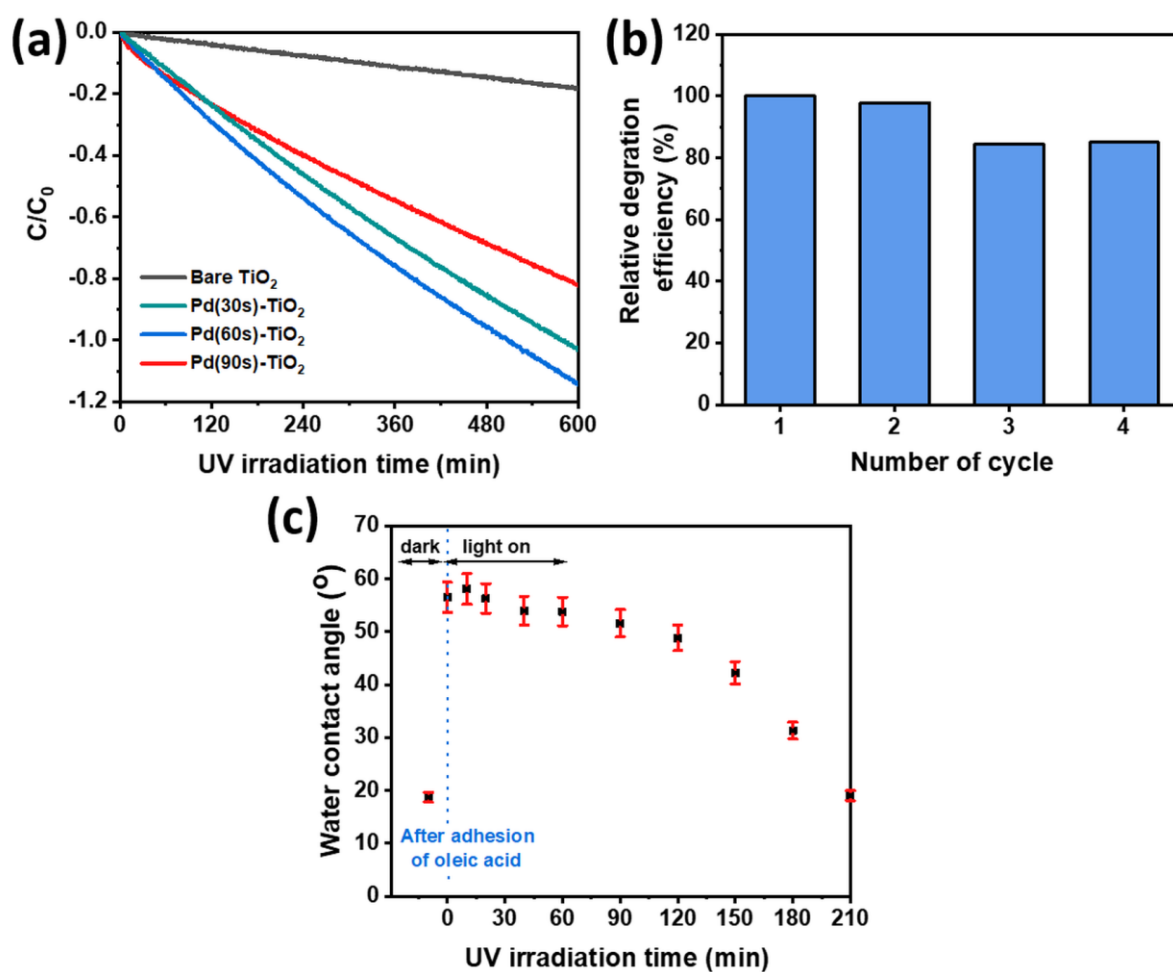 (a)
0.0
-0.2
-0.4
-0.6
-0.8
-1.0
-1.2
C/C0
Bare TiO2
Pd(30s)-TiO2
Pd(60s)-TiO2
Pd(90s)-TiO2
0 120 240 360 480 600
UV irradiation time (min)
(b)
120
100
80
60
40
20
0
Relative degration
efficiency (%)
1 2 3 4
Number of cycle
(c)
70
60
50
40
30
20
10
0
Water contact angle (O)
dark light on
After adhesion
of oleic acid
0 30 60 90 120 150 180 210
UV irradiation time (min)